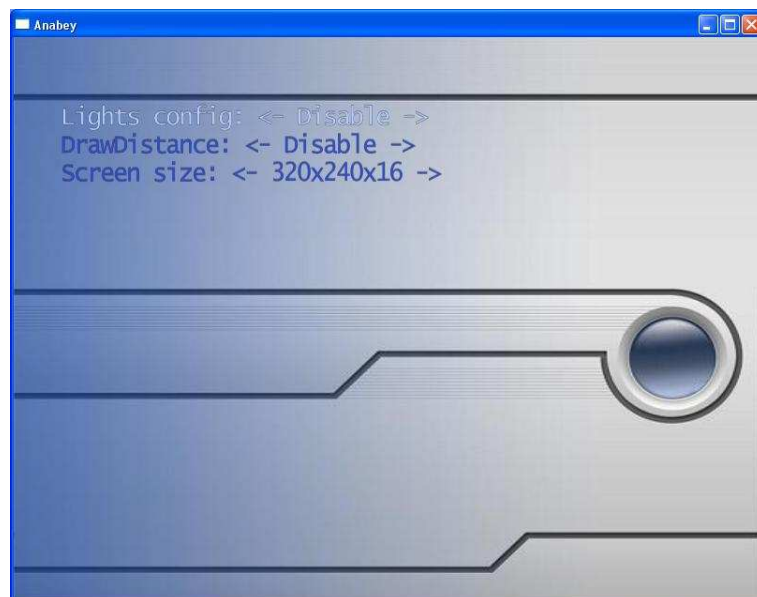 Anabey
Lights config: <- Disable ->
DrawDistance: <- Disable ->
Screen size: <- 320x240x16 ->